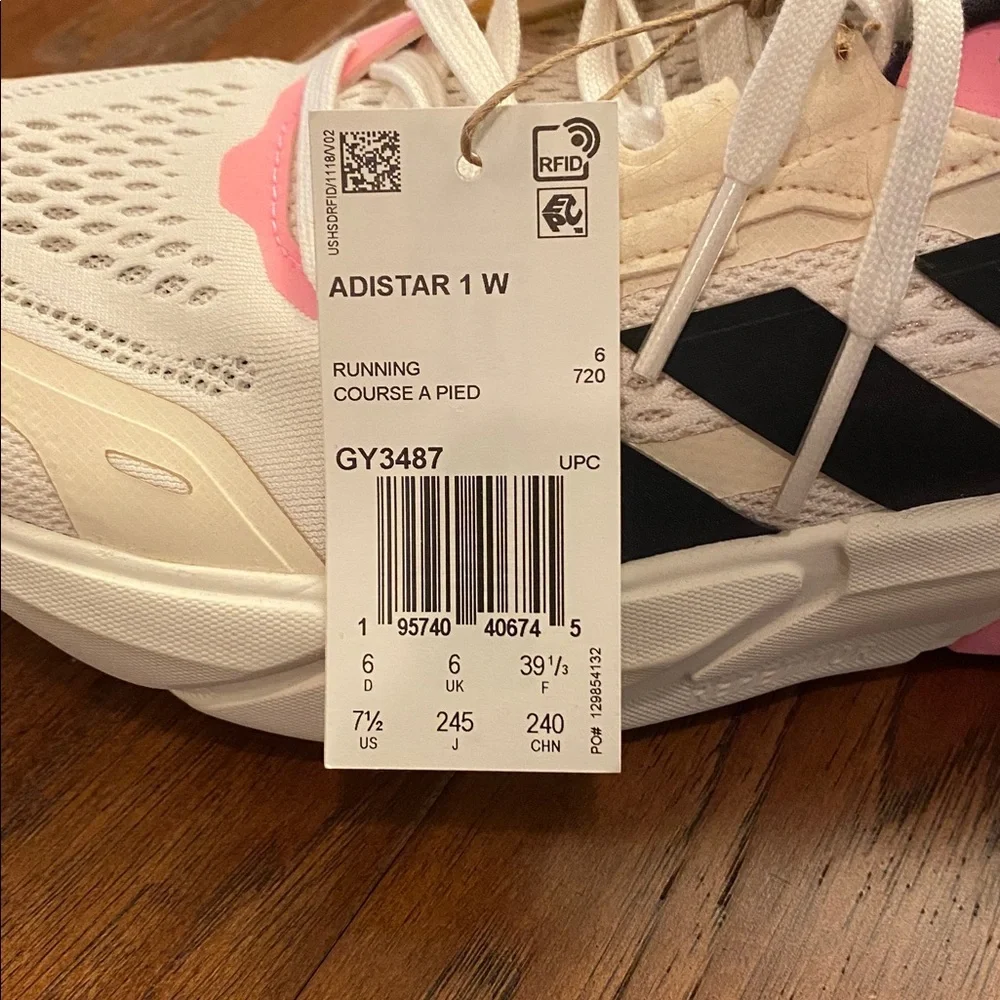 USHSDRFID/1118/V02
RFID
EPC
ADISTAR 1 W
RUNNING 6
COURSE A PIED 720
GY3487 UPC
1 95740 40674 5
6 6 39 1/3
D UK F
7½ 245 240
US J CHN
PO# 129854132